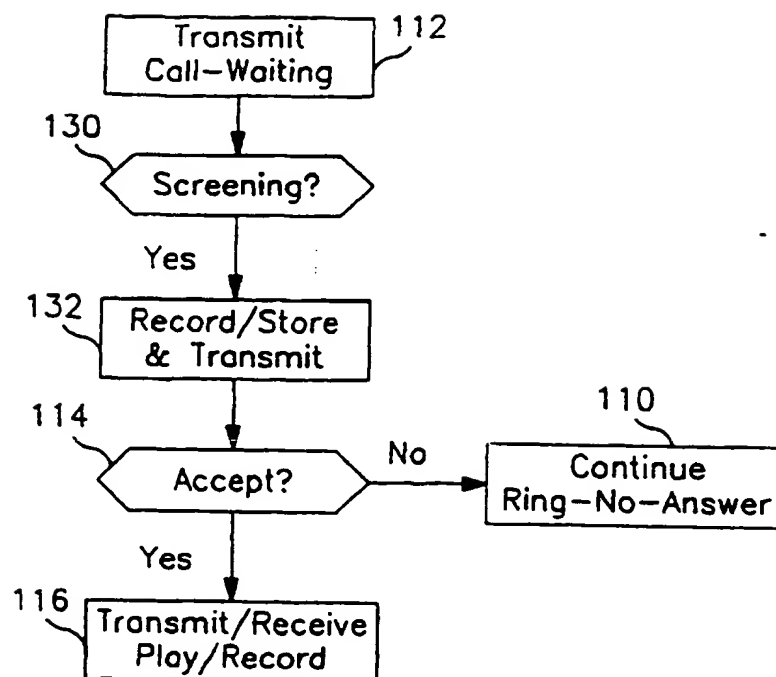 Transmit
Call-Waiting
112
130
Screening?
Yes
132
Record/Store
& Transmit
114
Accept?
No
110
Continue
Ring-No-Answer
Yes
116
Transmit/Receive
Play/Record